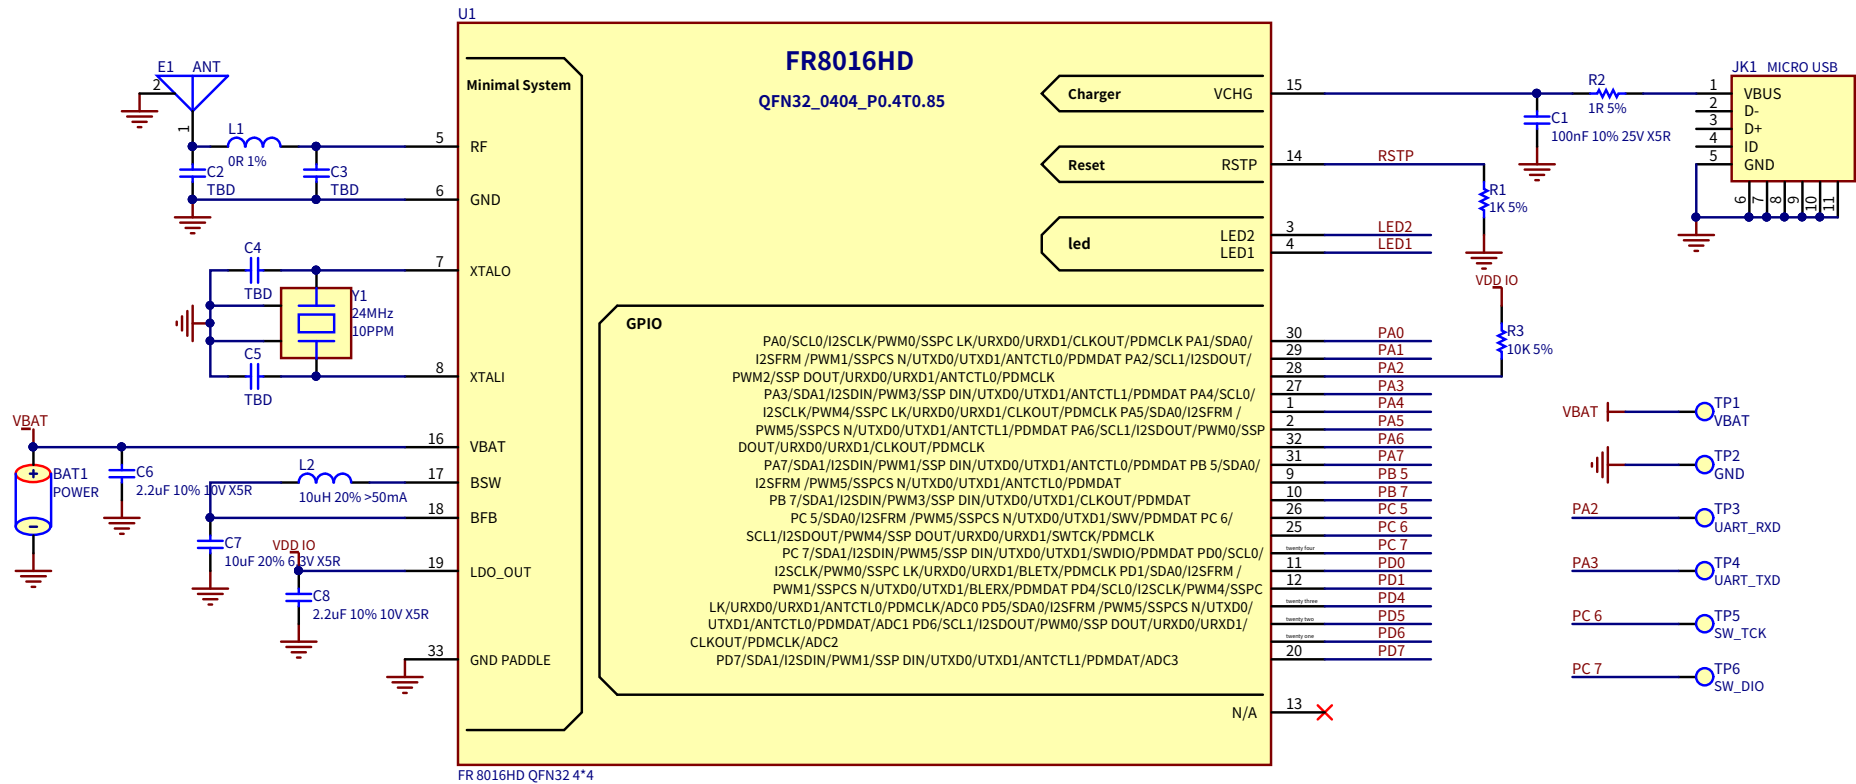 U1
FR8016HD
QFN32_0404_P0.4T0.85
Minimal System
E1 ANT
2
1
L1
0R 1%
C2
TBD
C3
TBD
5 RF
6 GND
C4
TBD
7 XTALO
Y1
24MHz
10PPM
C5
TBD
8 XTALI
VBAT
16 VBAT
BAT1
POWER
+
-
C6
2.2uF 10% 10V X5R
L2
10uH 20% >50mA
17 BSW
18 BFB
C7
10uF 20% 6.3V X5R
VDD IO
19 LDO_OUT
C8
2.2uF 10% 10V X5R
33 GND PADDLE
Charger VCHG 15
Reset RSTP 14 RSTP
led
LED2 3 LED2
LED1 4 LED1
R1
1K 5%
C1
100nF 10% 25V X5R
R2
1R 5%
JK1 MICRO USB
1 VBUS
2 D-
3 D+
4 ID
5 GND
6 7 8 9 10 11
VDD IO
R3
10K 5%
GPIO
PA0/SCL0/I2SCLK/PWM0/SSPC LK/URXD0/URXD1/CLKOUT/PDMCLK PA1/SDA0/
I2SFRM /PWM1/SSPCS N/UTXD0/UTXD1/ANTCTL0/PDMDAT PA2/SCL1/I2SDOUT/
PWM2/SSP DOUT/URXD0/URXD1/ANTCTL0/PDMCLK
PA3/SDA1/I2SDIN/PWM3/SSP DIN/UTXD0/UTXD1/ANTCTL1/PDMDAT PA4/SCL0/
I2SCLK/PWM4/SSPC LK/URXD0/URXD1/CLKOUT/PDMCLK PA5/SDA0/I2SFRM /
PWM5/SSPCS N/UTXD0/UTXD1/ANTCTL1/PDMDAT PA6/SCL1/I2SDOUT/PWM0/SSP
DOUT/URXD0/URXD1/CLKOUT/PDMCLK
PA7/SDA1/I2SDIN/PWM1/SSP DIN/UTXD0/UTXD1/ANTCTL0/PDMDAT PB 5/SDA0/
I2SFRM /PWM5/SSPCS N/UTXD0/UTXD1/ANTCTL0/PDMDAT
PB 7/SDA1/I2SDIN/PWM3/SSP DIN/UTXD0/UTXD1/CLKOUT/PDMDAT
PC 5/SDA0/I2SFRM /PWM5/SSPCS N/UTXD0/UTXD1/SWV/PDMDAT PC 6/
SCL1/I2SDOUT/PWM4/SSP DOUT/URXD0/URXD1/SWTCK/PDMCLK
PC 7/SDA1/I2SDIN/PWM5/SSP DIN/UTXD0/UTXD1/SWDIO/PDMDAT PD0/SCL0/
I2SCLK/PWM0/SSPC LK/URXD0/URXD1/BLETX/PDMCLK PD1/SDA0/I2SFRM /
PWM1/SSPCS N/UTXD0/UTXD1/BLERX/PDMDAT PD4/SCL0/I2SCLK/PWM4/SSPC
LK/URXD0/URXD1/ANTCTL0/PDMCLK/ADC0 PD5/SDA0/I2SFRM /PWM5/SSPCS N/UTXD0/
UTXD1/ANTCTL0/PDMDAT/ADC1 PD6/SCL1/I2SDOUT/PWM0/SSP DOUT/URXD0/URXD1/
CLKOUT/PDMCLK/ADC2
PD7/SDA1/I2SDIN/PWM1/SSP DIN/UTXD0/UTXD1/ANTCTL1/PDMDAT/ADC3
30 PA0
29 PA1
28 PA2
27 PA3
1 PA4
2 PA5
32 PA6
31 PA7
9 PB 5
10 PB 7
26 PC 5
25 PC 6
twenty four PC 7
11 PD0
12 PD1
twenty three PD4
twenty two PD5
twenty one PD6
20 PD7
N/A 13
VBAT TP1
VBAT
TP2
GND
PA2 TP3
UART_RXD
PA3 TP4
UART_TXD
PC 6 TP5
SW_TCK
PC 7 TP6
SW_DIO
FR 8016HD QFN32 4*4